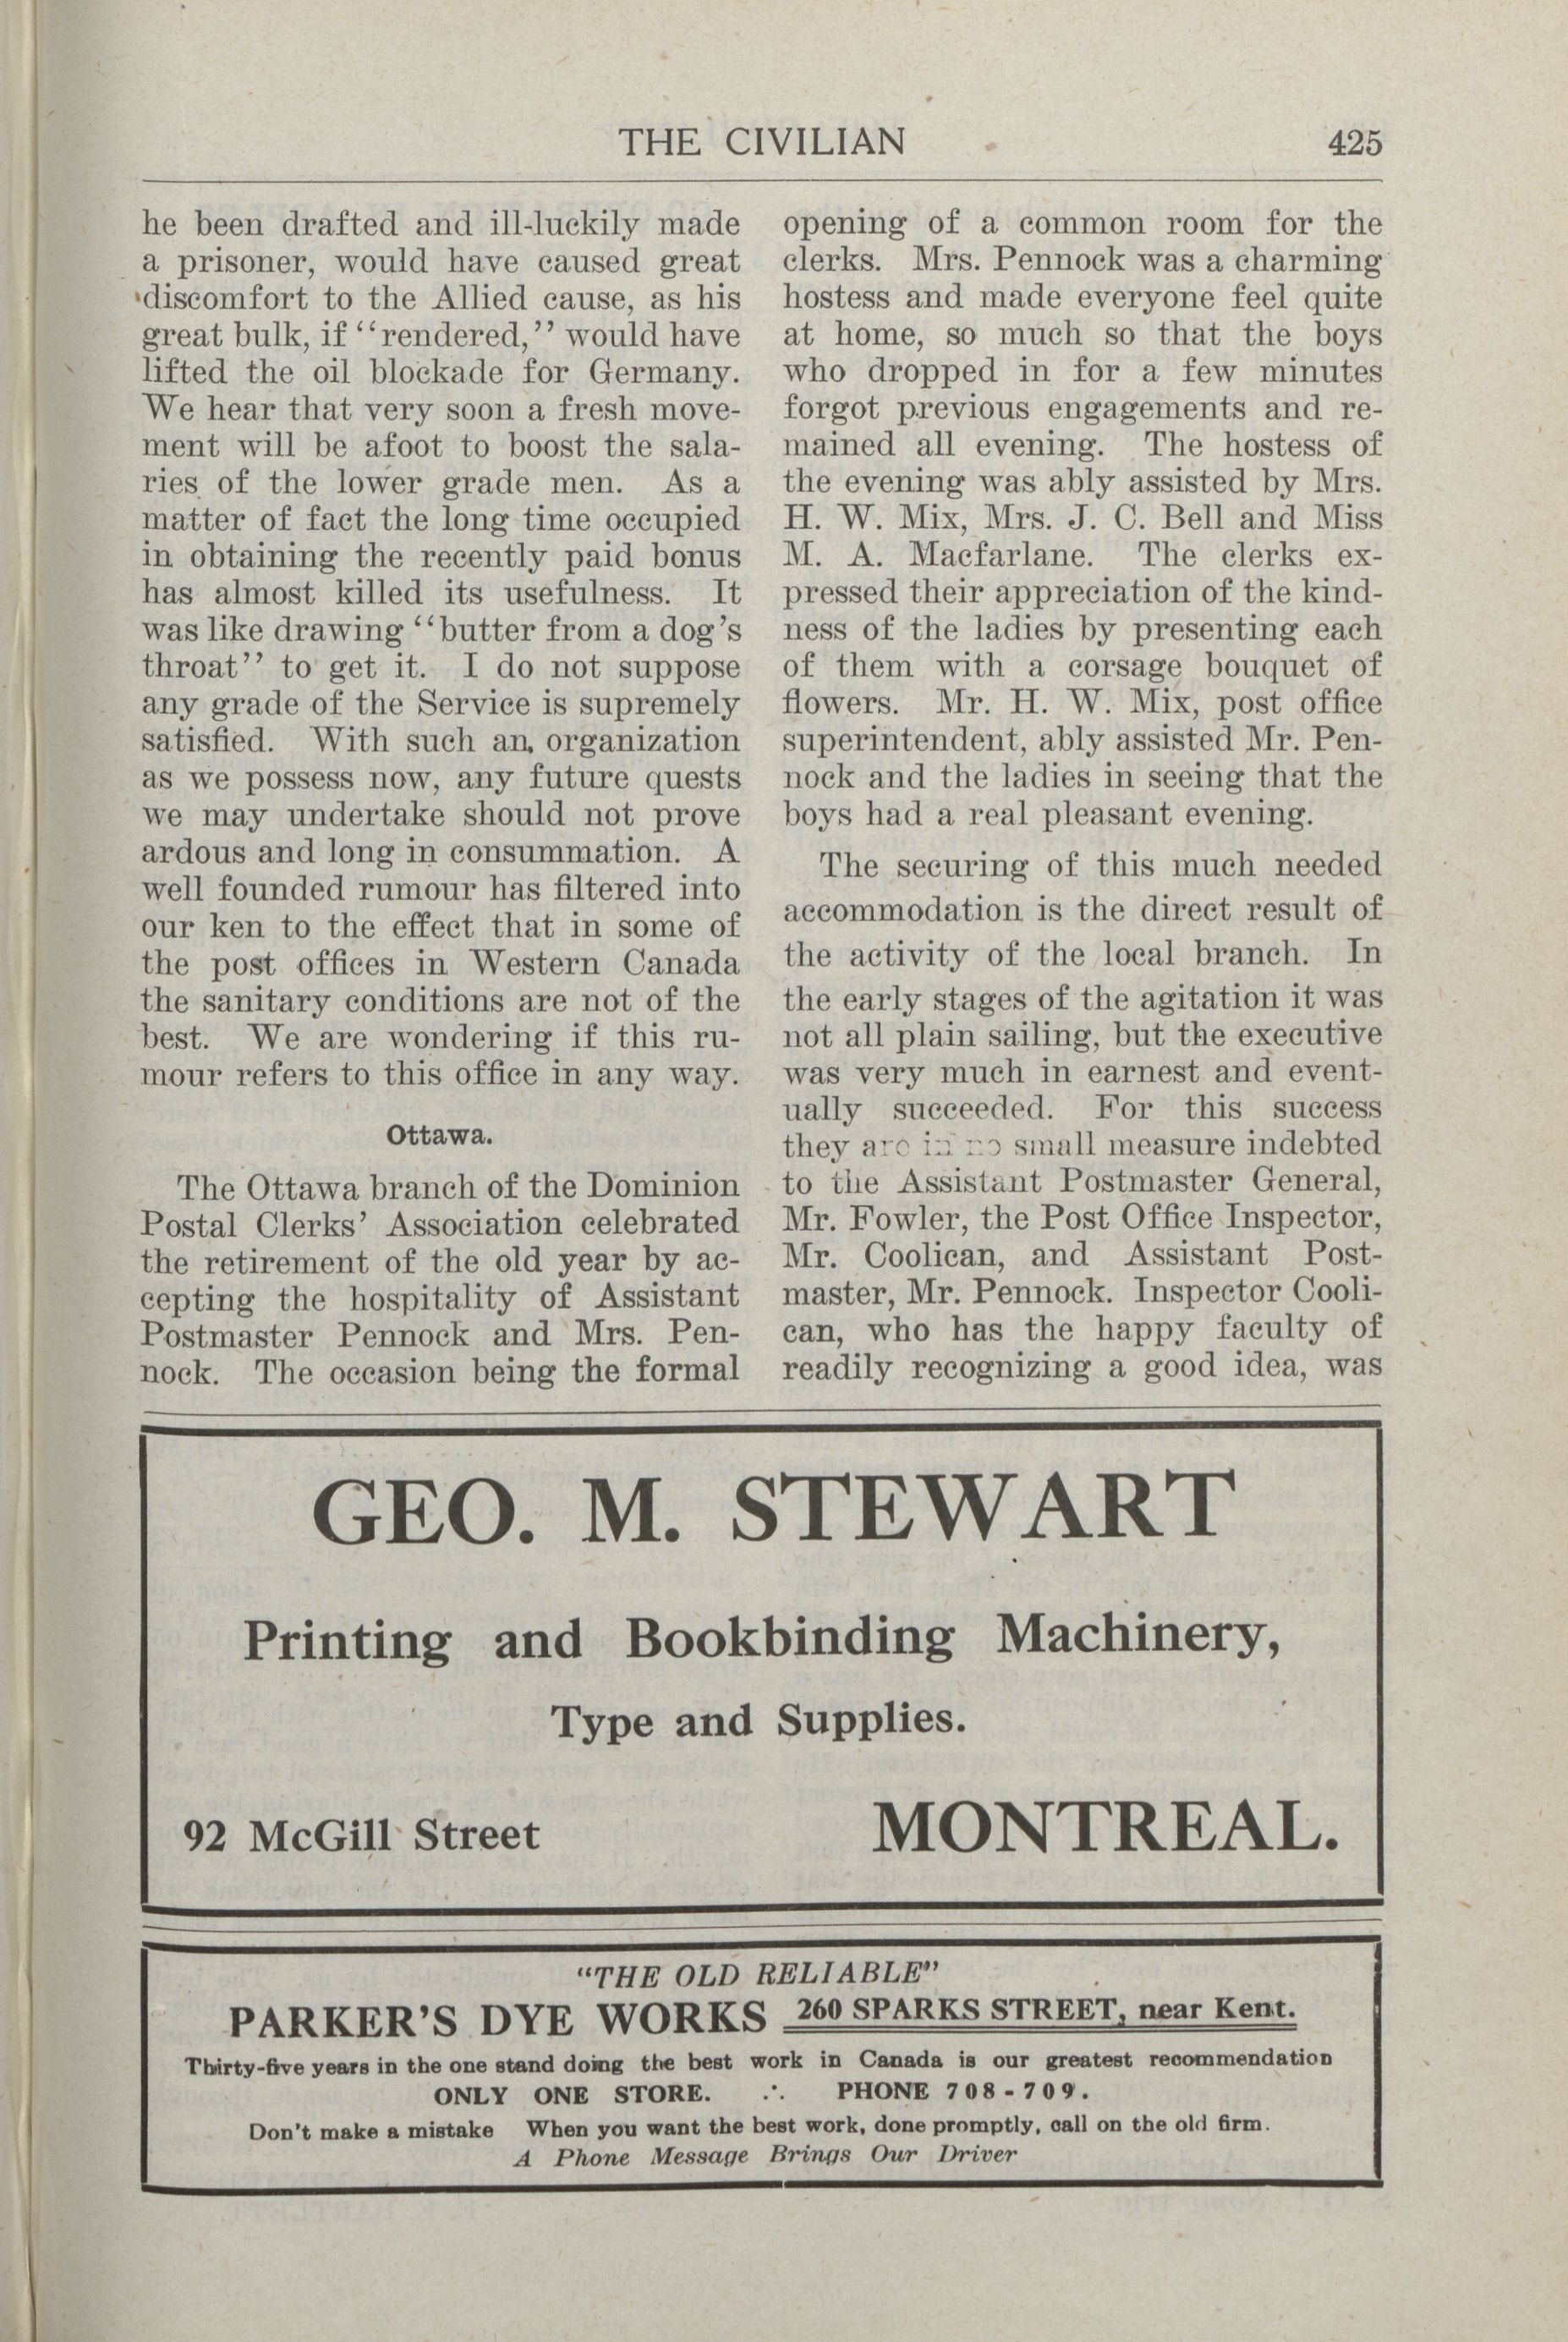 THE CIVILIAN 425
he been drafted and ill-luckily made
a prisoner, would have caused great
discomfort to the Allied cause, as his
great bulk, if "rendered," would have
lifted the oil blockade for Germany.
We hear that very soon a fresh move-
ment will be afoot to boost the sala-
ries of the lower grade men. As a
matter of fact the long time occupied
in obtaining the recently paid bonus
has almost killed its usefulness. It
was like drawing "butter from a dog's
throat" to get it. I do not suppose
any grade of the Service is supremely
satisfied. With such an organization
as we possess now, any future quests
we may undertake should not prove
ardous and long in consummation. A
well founded rumour has filtered into
our ken to the effect that in some of
the post offices in Western Canada
the sanitary conditions are not of the
best. We are wondering if this ru-
mour refers to this office in any way.
Ottawa.
The Ottawa branch of the Dominion
Postal Clerks' Association celebrated
the retirement of the old year by ac-
cepting the hospitality of Assistant
Postmaster Pennock and Mrs. Pen-
nock. The occasion being the formal
opening of a common room for the
clerks. Mrs. Pennock was a charming
hostess and made everyone feel quite
at home, so much so that the boys
who dropped in for a few minutes
forgot previous engagements and re-
mained all evening. The hostess of
the evening was ably assisted by Mrs.
H. W. Mix, Mrs. J. C. Bell and Miss
M. A. Macfarlane. The clerks ex-
pressed their appreciation of the kind-
ness of the ladies by presenting each
of them with a corsage bouquet of
flowers. Mr. H. W. Mix, post office
superintendent, ably assisted Mr. Pen-
nock and the ladies in seeing that the
boys had a real pleasant evening.
The securing of this much needed
accommodation is the direct result of
the activity of the local branch. In
the early stages of the agitation it was
not all plain sailing, but the executive
was very much in earnest and event-
ually succeeded. For this success
they are in no small measure indebted
to the Assistant Postmaster General,
Mr. Fowler, the Post Office Inspector,
Mr. Coolican, and Assistant Post-
master, Mr. Pennock. Inspector Cooli-
can, who has the happy faculty of
readily recognizing a good idea, was
GEO. M. STEWART
Printing and Bookbinding Machinery,
Type and Supplies.
92 McGill Street MONTREAL.
"THE OLD RELIABLE"
PARKER'S DYE WORKS 260 SPARKS STREET, near Kent.
Thirty-five years in the one stand doing the best work in Canada is our greatest recommendation
ONLY ONE STORE. ∴ PHONE 708-709.
Don't make a mistake When you want the best work, done promptly, call on the old firm.
A Phone Message Brings Our Driver